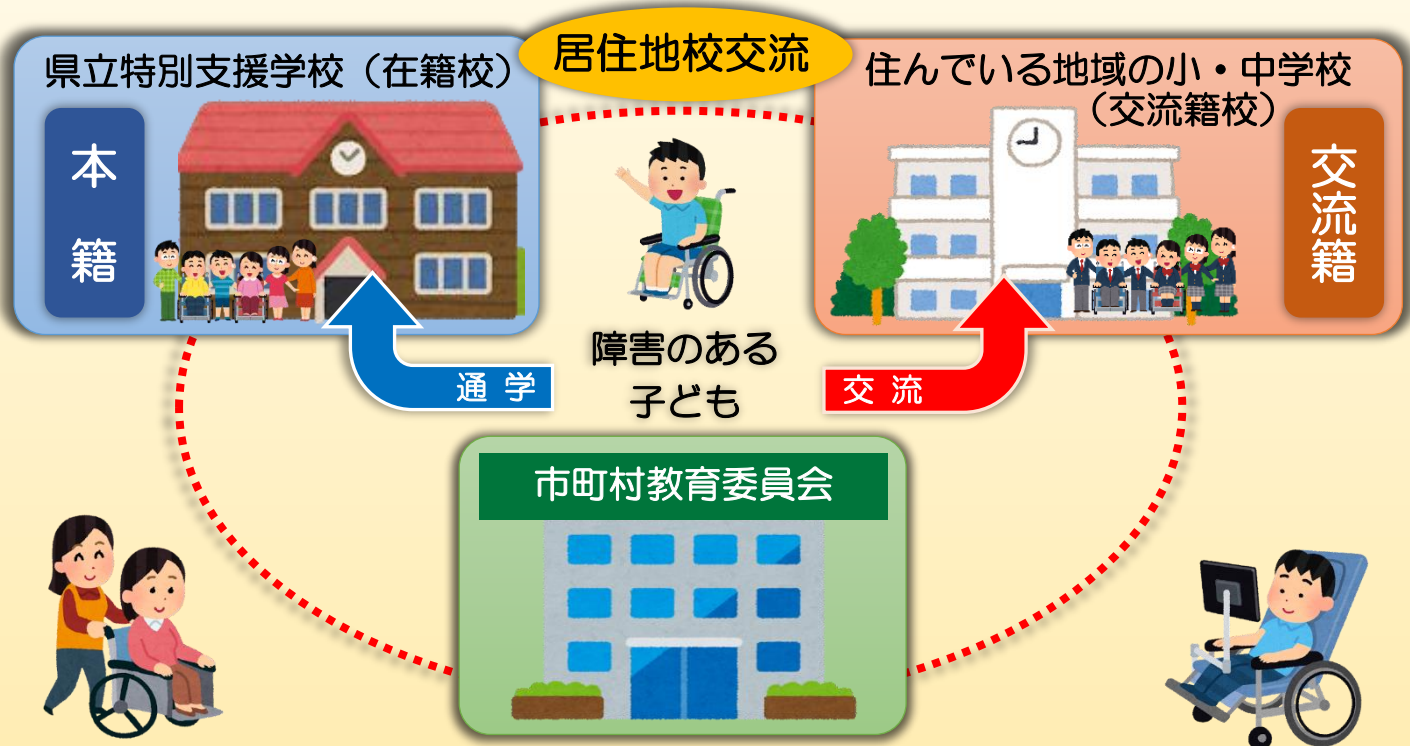 居住地校交流
県立特別支援学校（在籍校）
本籍
住んでいる地域の小・中学校
（交流籍校）
交流籍
障害のある
子ども
通学
交流
市町村教育委員会